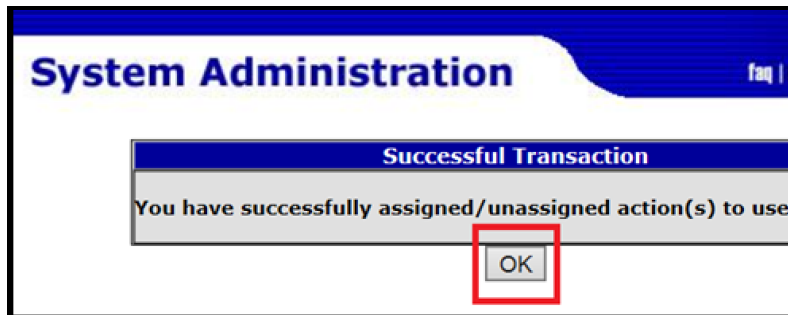 System Administration
faq |
Successful Transaction
You have successfully assigned/unassigned action(s) to use
OK